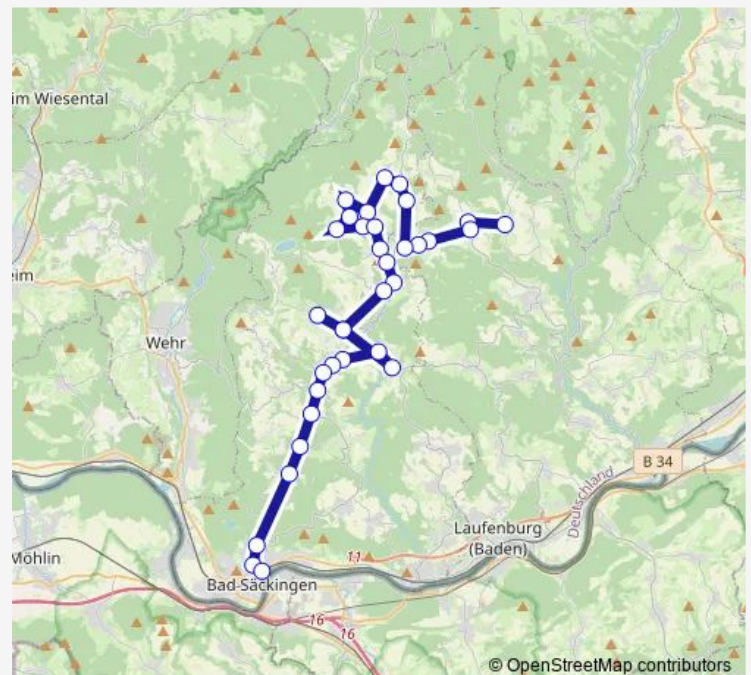 im Wiesental
eim
Wehr
B 34
Deutschland
Laufenburg
(Baden)
Möhlin
11
Bad Säckingen
16
16
© OpenStreetMap contributors